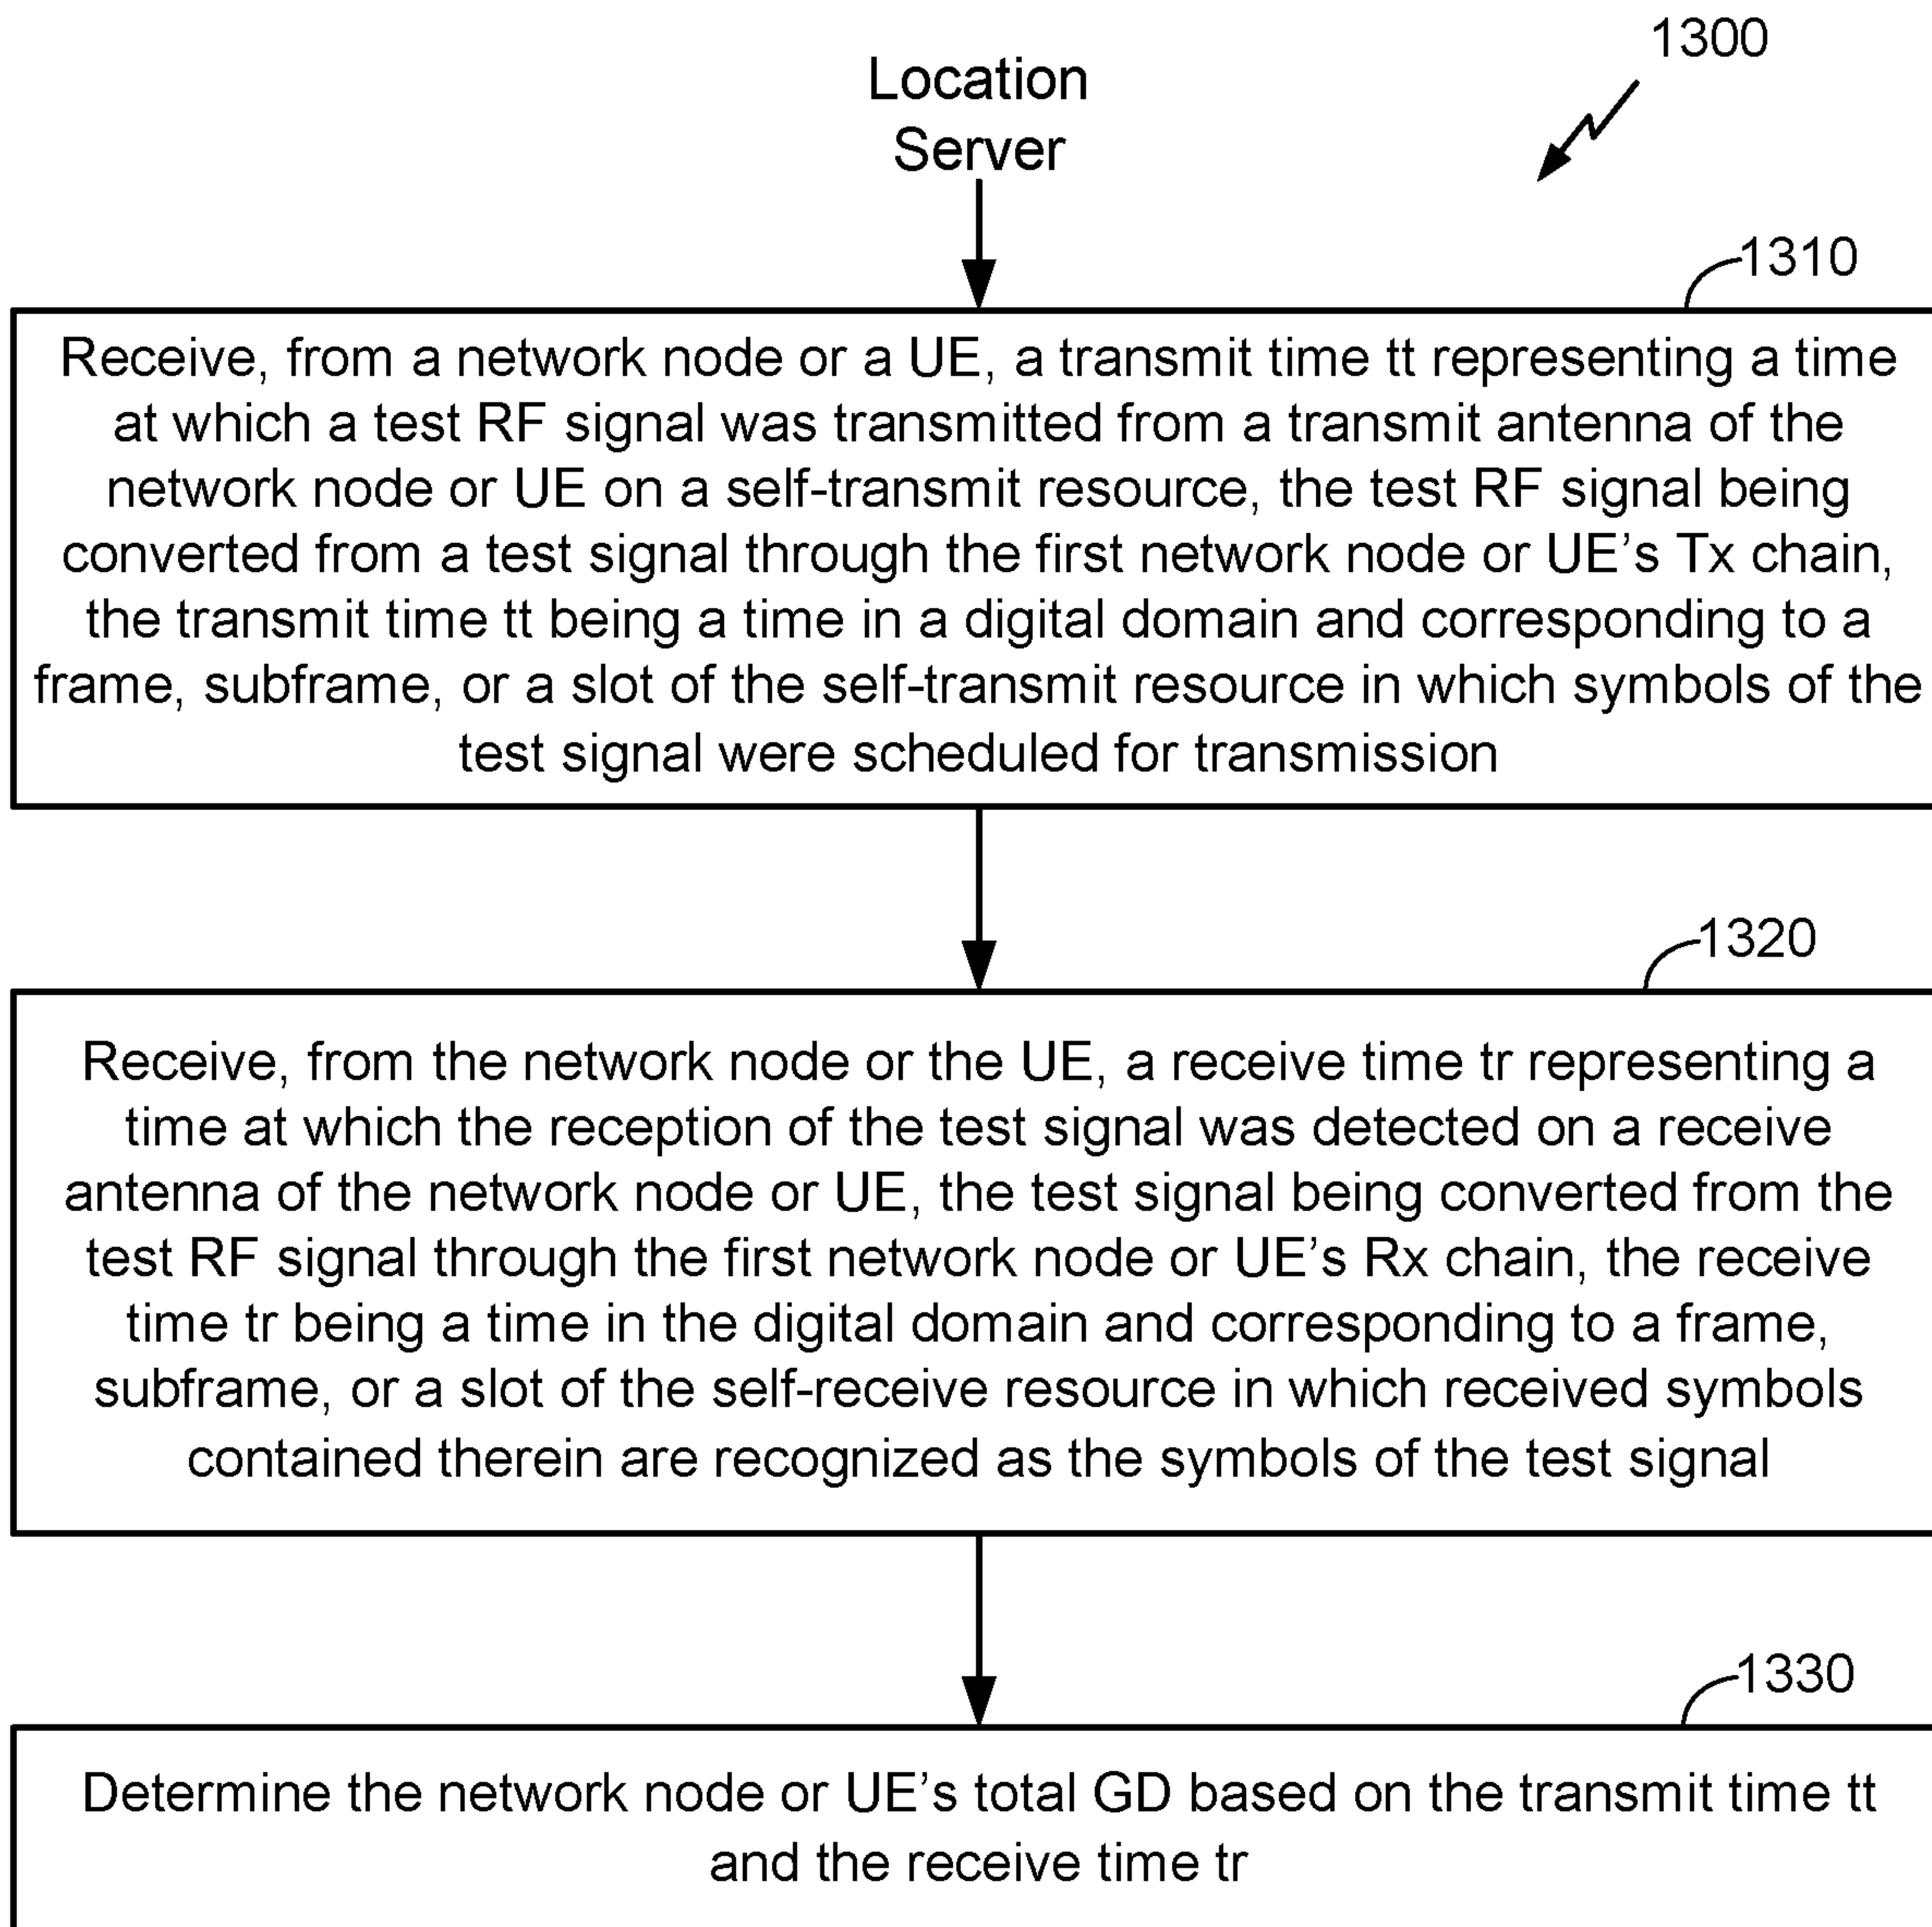 1300
Location
Server
1310
Receive, from a network node or a UE, a transmit time tt representing a time
at which a test RF signal was transmitted from a transmit antenna of the
network node or UE on a self-transmit resource, the test RF signal being
converted from a test signal through the first network node or UE’s Tx chain,
the transmit time tt being a time in a digital domain and corresponding to a
frame, subframe, or a slot of the self-transmit resource in which symbols of the
test signal were scheduled for transmission
1320
Receive, from the network node or the UE, a receive time tr representing a
time at which the reception of the test signal was detected on a receive
antenna of the network node or UE, the test signal being converted from the
test RF signal through the first network node or UE’s Rx chain, the receive
time tr being a time in the digital domain and corresponding to a frame,
subframe, or a slot of the self-receive resource in which received symbols
contained therein are recognized as the symbols of the test signal
1330
Determine the network node or UE’s total GD based on the transmit time tt
and the receive time tr